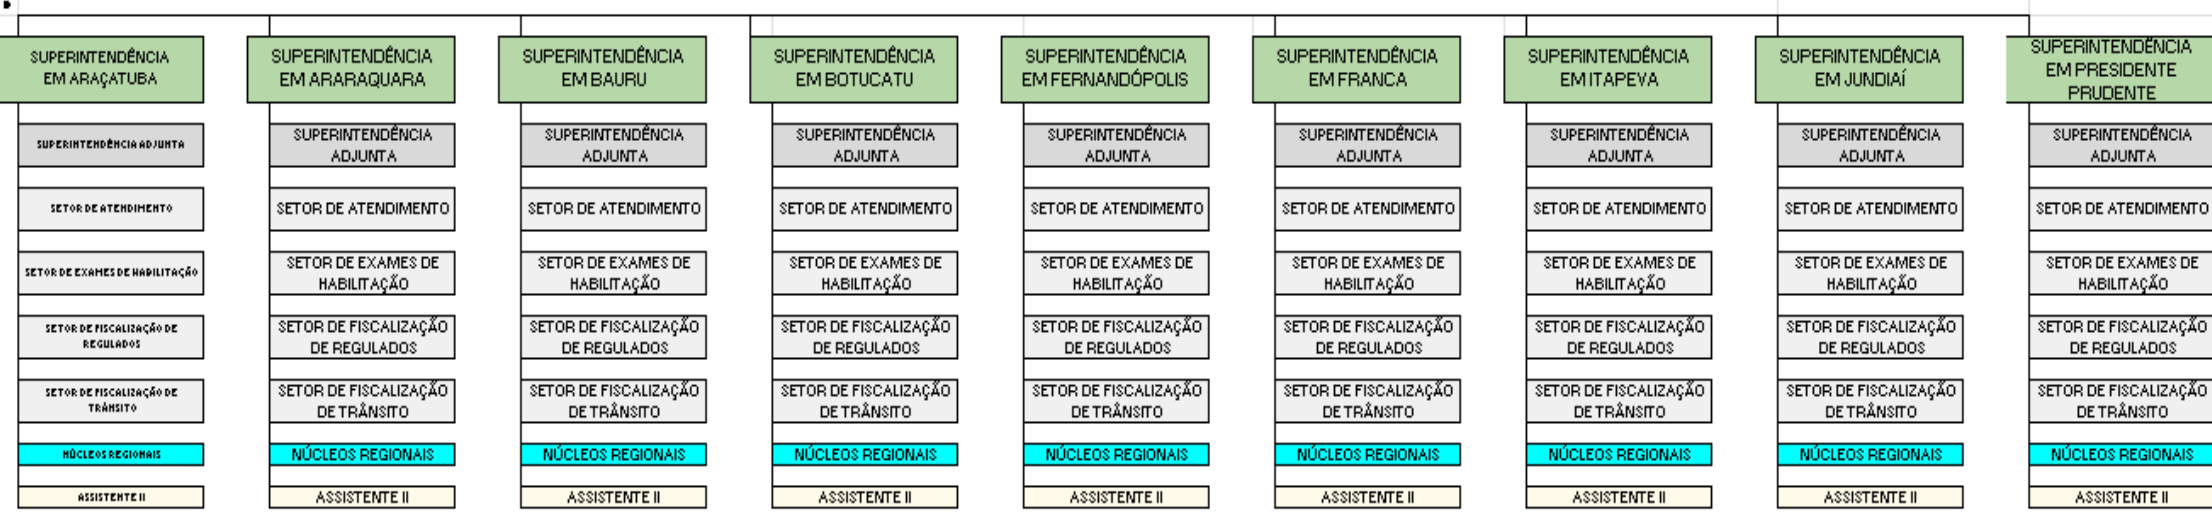 SUPERINTENDÊNCIA
EM ARAÇATUBA
SUPERINTENDÊNCIA ADJUNTA
SETOR DE ATENDIMENTO
SETOR DE EXAMES DE HABILITAÇÃO
SETOR DE FISCALIZAÇÃO DE
REGULADOS
SETOR DE FISCALIZAÇÃO DE
TRÂNSITO
NÚCLEOS REGIONAIS
ASSISTENTE II
SUPERINTENDÊNCIA
EM ARARAQUARA
SUPERINTENDÊNCIA
ADJUNTA
SETOR DE ATENDIMENTO
SETOR DE EXAMES DE
HABILITAÇÃO
SETOR DE FISCALIZAÇÃO
DE REGULADOS
SETOR DE FISCALIZAÇÃO
DE TRÂNSITO
NÚCLEOS REGIONAIS
ASSISTENTE II
SUPERINTENDÊNCIA
EM BAURU
SUPERINTENDÊNCIA
ADJUNTA
SETOR DE ATENDIMENTO
SETOR DE EXAMES DE
HABILITAÇÃO
SETOR DE FISCALIZAÇÃO
DE REGULADOS
SETOR DE FISCALIZAÇÃO
DE TRÂNSITO
NÚCLEOS REGIONAIS
ASSISTENTE II
SUPERINTENDÊNCIA
EM BOTUCATU
SUPERINTENDÊNCIA
ADJUNTA
SETOR DE ATENDIMENTO
SETOR DE EXAMES DE
HABILITAÇÃO
SETOR DE FISCALIZAÇÃO
DE REGULADOS
SETOR DE FISCALIZAÇÃO
DE TRÂNSITO
NÚCLEOS REGIONAIS
ASSISTENTE II
SUPERINTENDÊNCIA
EM FERNANDÓPOLIS
SUPERINTENDÊNCIA
ADJUNTA
SETOR DE ATENDIMENTO
SETOR DE EXAMES DE
HABILITAÇÃO
SETOR DE FISCALIZAÇÃO
DE REGULADOS
SETOR DE FISCALIZAÇÃO
DE TRÂNSITO
NÚCLEOS REGIONAIS
ASSISTENTE II
SUPERINTENDÊNCIA
EM FRANCA
SUPERINTENDÊNCIA
ADJUNTA
SETOR DE ATENDIMENTO
SETOR DE EXAMES DE
HABILITAÇÃO
SETOR DE FISCALIZAÇÃO
DE REGULADOS
SETOR DE FISCALIZAÇÃO
DE TRÂNSITO
NÚCLEOS REGIONAIS
ASSISTENTE II
SUPERINTENDÊNCIA
EM ITAPEVA
SUPERINTENDÊNCIA
ADJUNTA
SETOR DE ATENDIMENTO
SETOR DE EXAMES DE
HABILITAÇÃO
SETOR DE FISCALIZAÇÃO
DE REGULADOS
SETOR DE FISCALIZAÇÃO
DE TRÂNSITO
NÚCLEOS REGIONAIS
ASSISTENTE II
SUPERINTENDÊNCIA
EM JUNDIAÍ
SUPERINTENDÊNCIA
ADJUNTA
SETOR DE ATENDIMENTO
SETOR DE EXAMES DE
HABILITAÇÃO
SETOR DE FISCALIZAÇÃO
DE REGULADOS
SETOR DE FISCALIZAÇÃO
DE TRÂNSITO
NÚCLEOS REGIONAIS
ASSISTENTE II
SUPERINTENDÊNCIA
EM PRESIDENTE
PRUDENTE
SUPERINTENDÊNCIA
ADJUNTA
SETOR DE ATENDIMENTO
SETOR DE EXAMES DE
HABILITAÇÃO
SETOR DE FISCALIZAÇÃO
DE REGULADOS
SETOR DE FISCALIZAÇÃO
DE TRÂNSITO
NÚCLEOS REGIONAIS
ASSISTENTE II